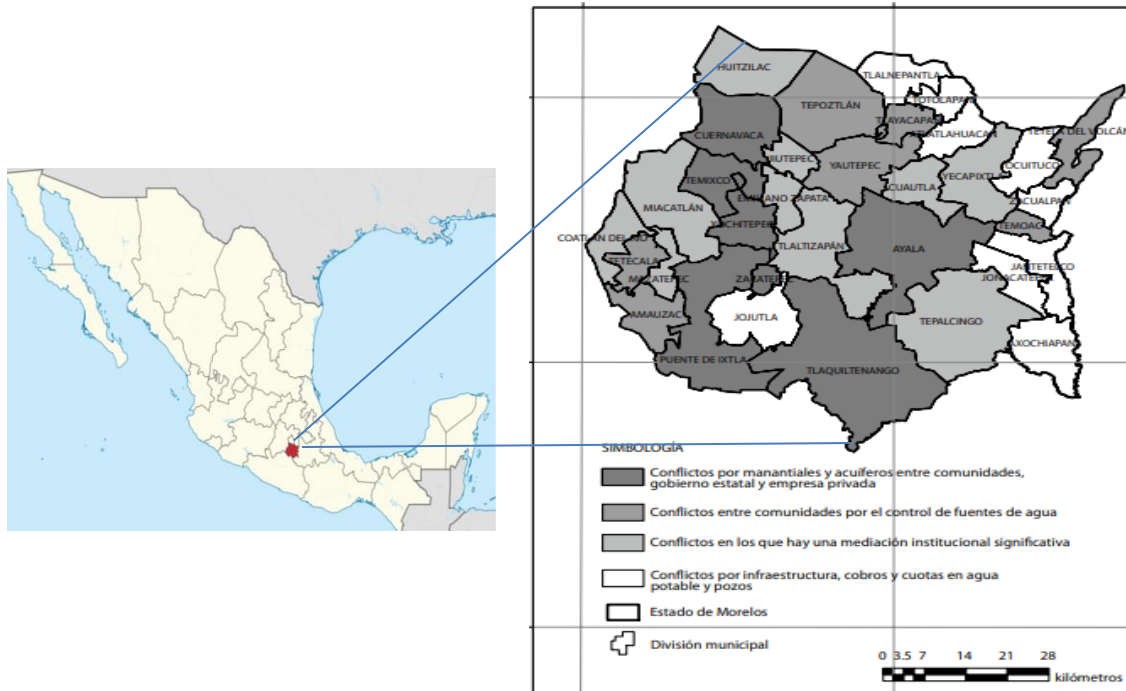 HUITZILAC
TLALNEPANTLA
TEPOZTLÁN
TOTOLAPAN
TLAYACAPAN
ATLATLAHUACAN
TETELA DEL VOLCÁN
CUERNAVACA
JIUTEPEC
YAUTEPEC
OCUITUCO
YECAPIXTLA
TEMIXCO
CUAUTLA
EMILIANO ZAPATA
ZACUALPAN
MIACATLÁN
XOCHITEPEC
TEMOAC
COATLÁN DEL RÍO
TLALTIZAPÁN
AYALA
TETECALA
JANTETELCO
MAZATEPEC
ZACATEPEC
JONACATEPEC
AMAUZAC
JOJUTLA
TEPALCINGO
AXOCHIAPAN
PUENTE DE IXTLA
TLAQUILTENANGO
SIMBOLOGÍA
Conflictos por manantiales y acuíferos entre comunidades,
gobierno estatal y empresa privada
Conflictos entre comunidades por el control de fuentes de agua
Conflictos en los que hay una mediación institucional significativa
Conflictos por infraestructura, cobros y cuotas en agua
potable y pozos
Estado de Morelos
División municipal
0 3.5 7 14 21 28
kilómetros